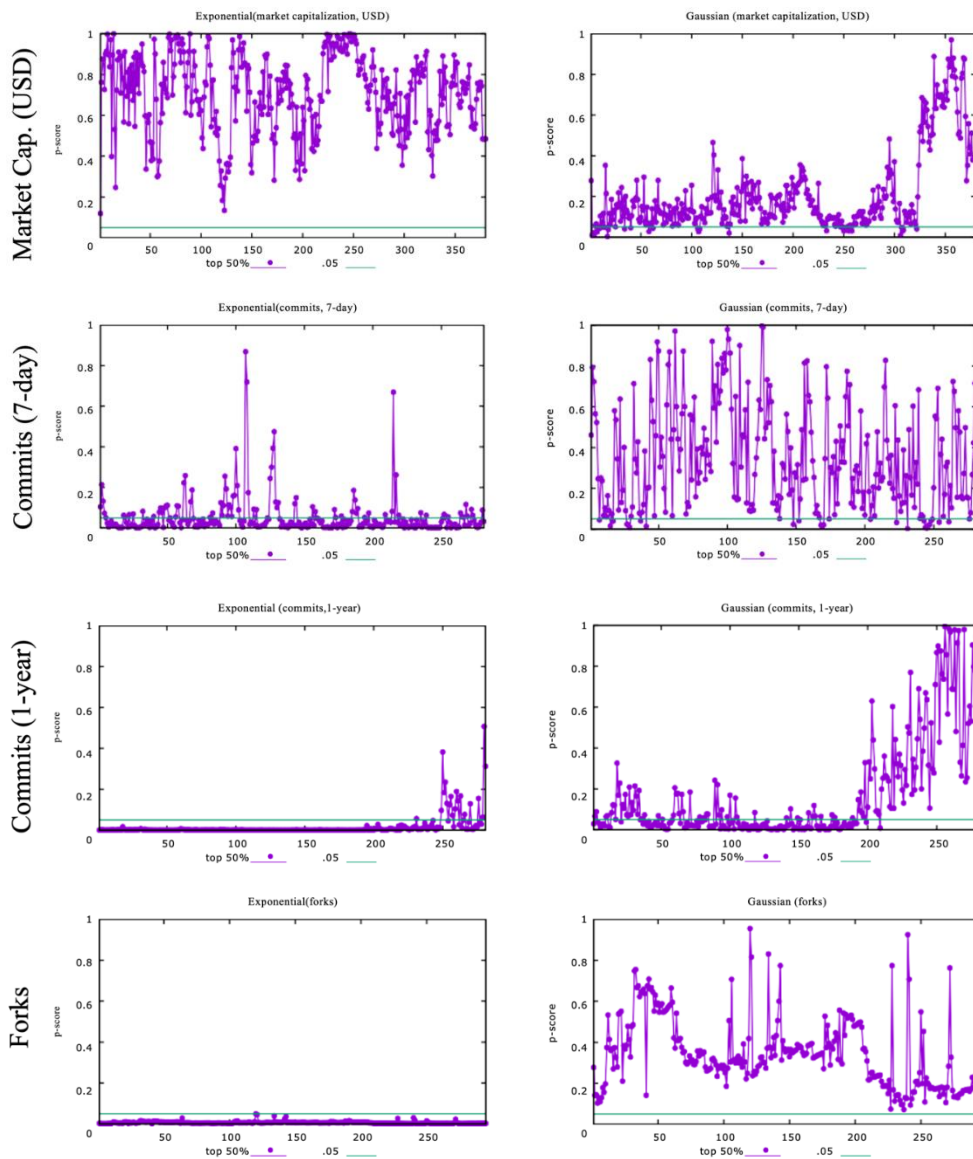 Market Cap. (USD)
Exponential(market capitalization, USD)
p-score
1
0.8
0.6
0.4
0.2
0
50 100 150 200 250 300 350
top 50% .05
Gaussian (market capitalization, USD)
p-score
1
0.8
0.6
0.4
0.2
0
50 100 150 200 250 300 350
top 50% .05
Commits (7-day)
Exponential(commits, 7-day)
p-score
1
0.8
0.6
0.4
0.2
0
50 100 150 200 250
top 50% .05
Gaussian (commits, 7-day)
p-score
1
0.8
0.6
0.4
0.2
0
50 100 150 200 250
top 50% .05
Commits (1-year)
Exponential (commits,1-year)
p-score
1
0.8
0.6
0.4
0.2
0
50 100 150 200 250
top 50% .05
Gaussian (commits, 1-year)
p-score
1
0.8
0.6
0.4
0.2
0
50 100 150 200 250
top 50% .05
Forks
Exponential(forks)
p-score
1
0.8
0.6
0.4
0.2
0
50 100 150 200 250
top 50% .05
Gaussian (forks)
p-score
1
0.8
0.6
0.4
0.2
0
50 100 150 200 250
top 50% .05